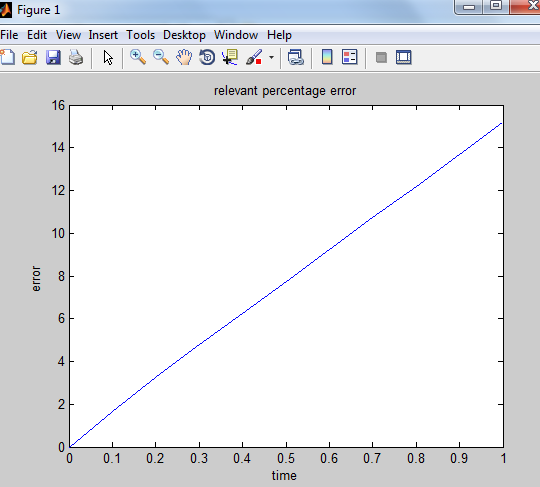 Figure 1
File Edit View Insert Tools Desktop Window Help
relevant percentage error
16
14
12
10
8
6
4
2
0
error
0 0.1 0.2 0.3 0.4 0.5 0.6 0.7 0.8 0.9 1
time